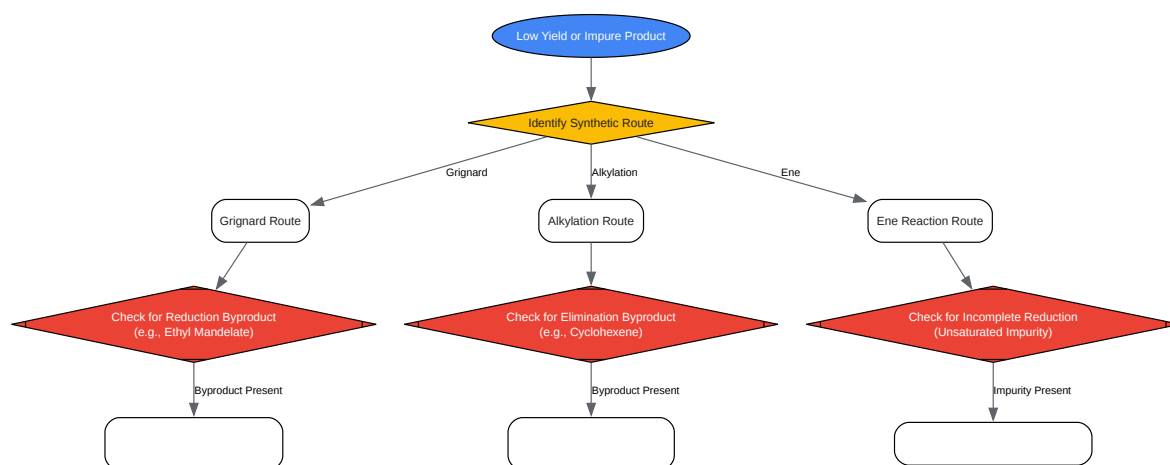 Low Yield or Impure Product
Identify Synthetic Route
Grignard
Alkylation
Ene
Grignard Route
Alkylation Route
Ene Reaction Route
Check for Reduction Byproduct
(e.g., Ethyl Mandelate)
Check for Elimination Byproduct
(e.g., Cyclohexene)
Check for Incomplete Reduction
(Unsaturated Impurity)
Byproduct Present
Byproduct Present
Impurity Present